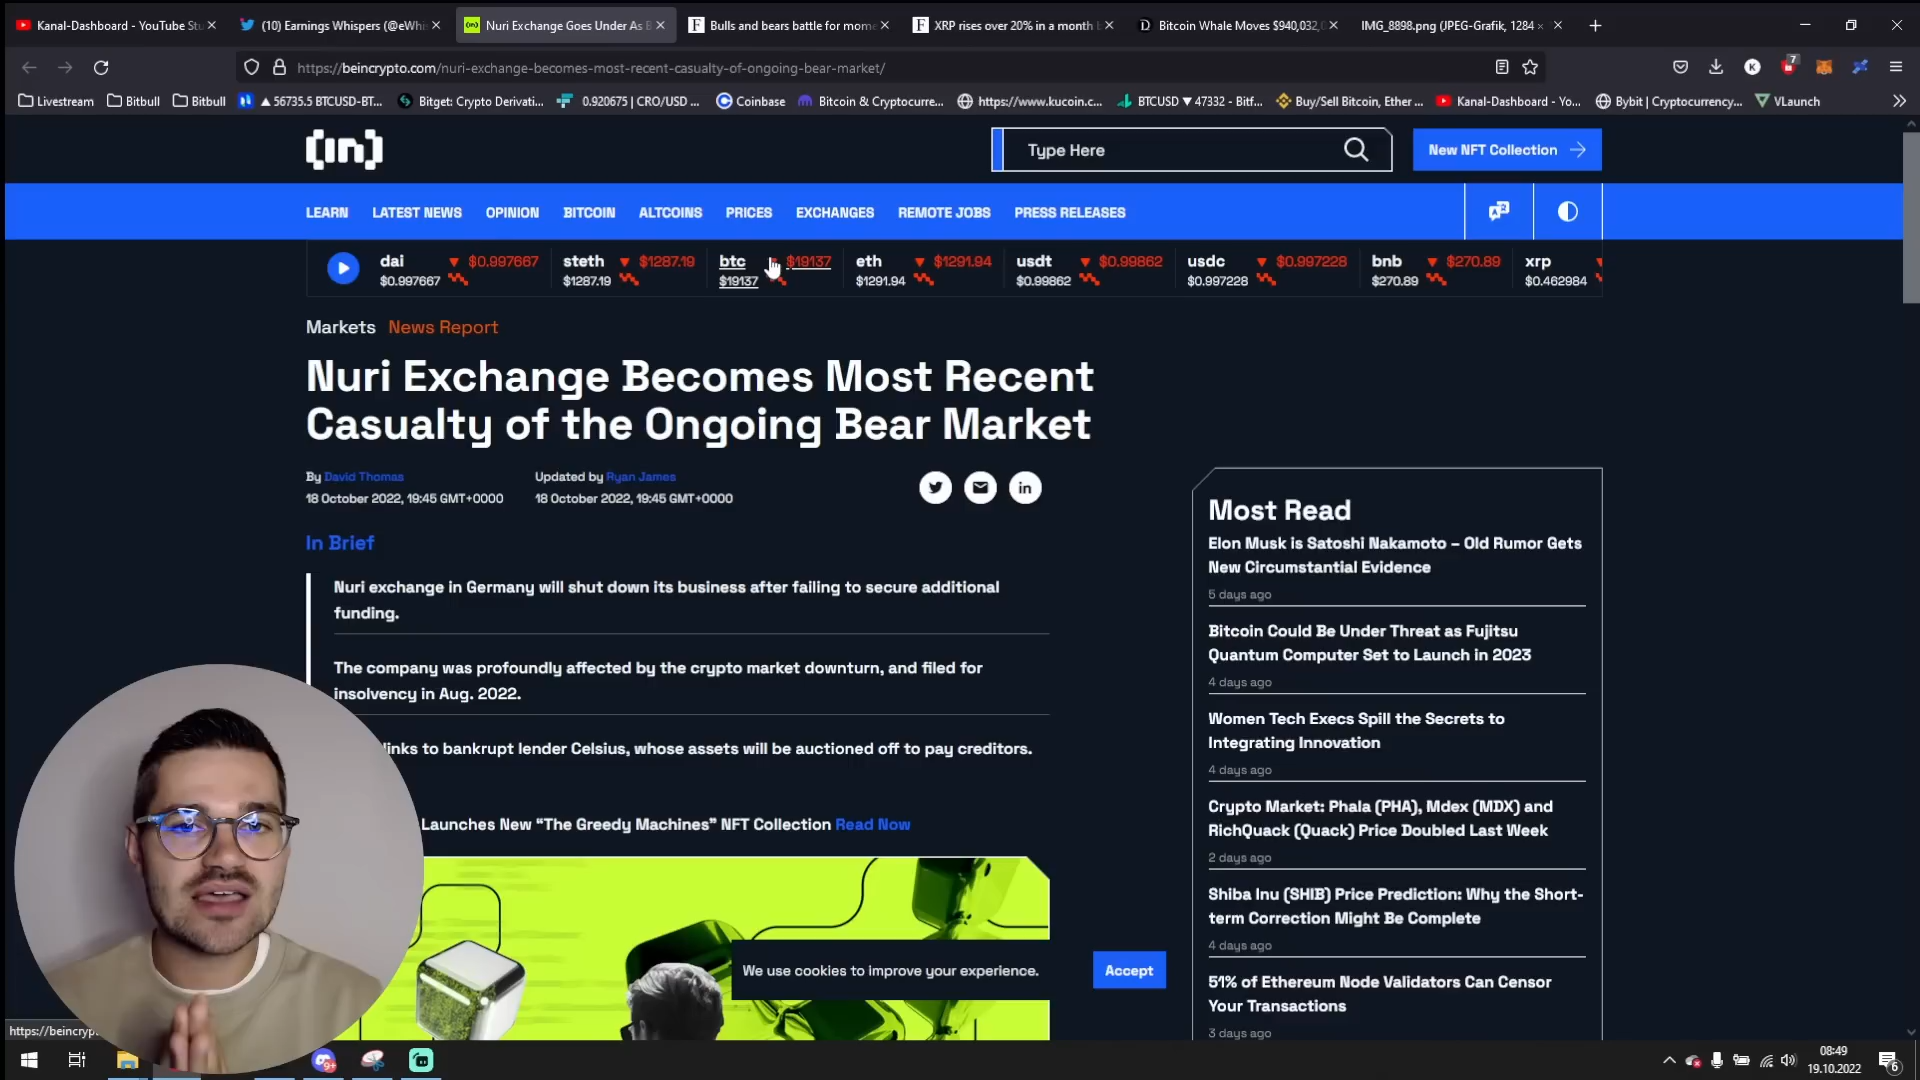 Kanal-Dashboard - YouTube Stu
(10) Earnings Whispers (@eWhis
Nuri Exchange Goes Under As B
Bulls and bears battle for mome
XRP rises over 20% in a month b
Bitcoin Whale Moves $940,032,0
IMG_8898.png (JPEG-Grafik, 1284 ×
https://beincrypto.com/nuri-exchange-becomes-most-recent-casualty-of-ongoing-bear-market/
K
7
Livestream
Bitbull
Bitbull
▲ 56735.5 BTCUSD-BT...
Bitget: Crypto Derivati...
0.920675 | CRO/USD ...
Coinbase
Bitcoin & Cryptocurre...
https://www.kucoin.c...
BTCUSD ▼ 47332 - Bitf...
Buy/Sell Bitcoin, Ether ...
Kanal-Dashboard - Yo...
Bybit | Cryptocurrency...
VLaunch
[in]
Type Here
New NFT Collection
LEARN
LATEST NEWS
OPINION
BITCOIN
ALTCOINS
PRICES
EXCHANGES
REMOTE JOBS
PRESS RELEASES
dai ▼ $0.997667
$0.997667
steth ▼ $1287.19
$1287.19
btc $19137
$19137
eth ▼ $1291.94
$1291.94
usdt ▼ $0.99862
$0.99862
usdc ▼ $0.997228
$0.997228
bnb ▼ $270.89
$270.89
xrp
$0.462984
Markets News Report
Nuri Exchange Becomes Most Recent
Casualty of the Ongoing Bear Market
By David Thomas
18 October 2022, 19:45 GMT+0000
Updated by Ryan James
18 October 2022, 19:45 GMT+0000
In Brief
Nuri exchange in Germany will shut down its business after failing to secure additional
funding.
The company was profoundly affected by the crypto market downturn, and filed for
insolvency in Aug. 2022.
links to bankrupt lender Celsius, whose assets will be auctioned off to pay creditors.
Launches New “The Greedy Machines” NFT Collection Read Now
We use cookies to improve your experience.
Accept
Most Read
Elon Musk is Satoshi Nakamoto – Old Rumor Gets
New Circumstantial Evidence
5 days ago
Bitcoin Could Be Under Threat as Fujitsu
Quantum Computer Set to Launch in 2023
4 days ago
Women Tech Execs Spill the Secrets to
Integrating Innovation
4 days ago
Crypto Market: Phala (PHA), Mdex (MDX) and
RichQuack (Quack) Price Doubled Last Week
2 days ago
Shiba Inu (SHIB) Price Prediction: Why the Short-
term Correction Might Be Complete
4 days ago
51% of Ethereum Node Validators Can Censor
Your Transactions
3 days ago
https://beincryp
9+
08:49
19.10.2022
6